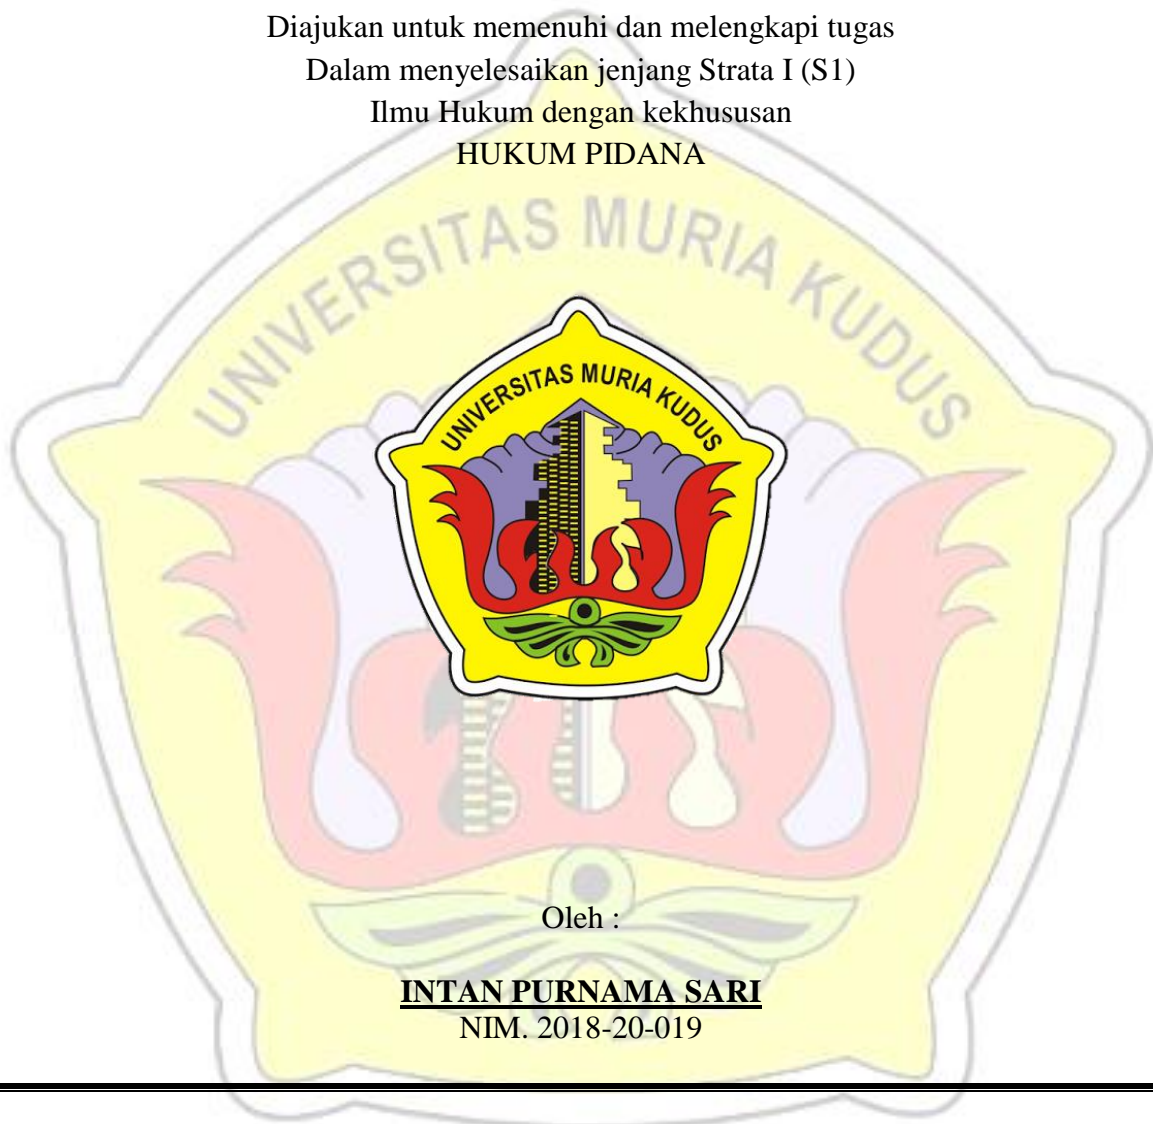 Diajukan untuk memenuhi dan melengkapi tugas
Dalam menyelesaikan jenjang Strata I (S1)
Ilmu Hukum dengan kekhususan
HUKUM PIDANA
UNIVERSITAS MURIA KUDUS
UNIVERSITAS MURIA KUDUS
Oleh :
INTAN PURNAMA SARI
NIM. 2018-20-019